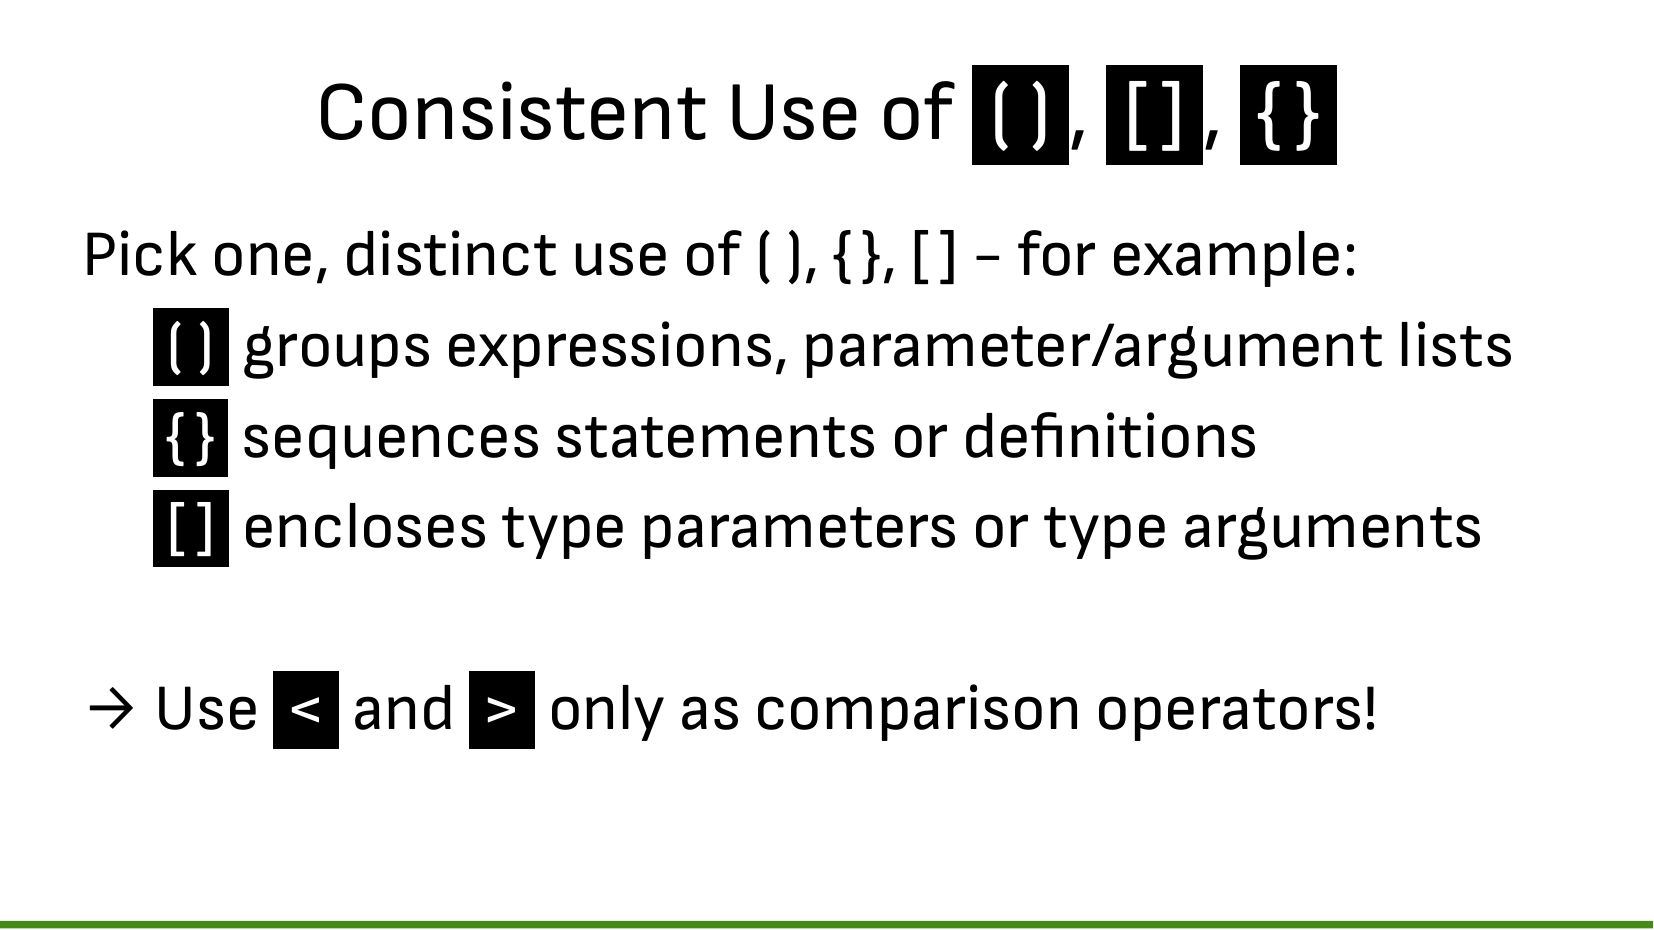 Consistent Use of (), [], {}
Pick one, distinct use of (), {}, [] – for example:
() groups expressions, parameter/argument lists
{} sequences statements or definitions
[] encloses type parameters or type arguments
→ Use < and > only as comparison operators!